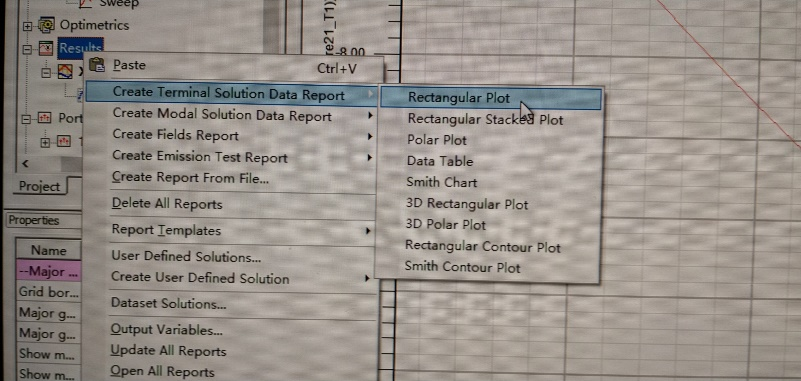 Sweep
Optimetrics
Results
Paste Ctrl+V
-8.00
Create Terminal Solution Data Report
Rectangular Plot
Create Modal Solution Data Report
Rectangular Stacked Plot
Create Fields Report
Polar Plot
Create Emission Test Report
Data Table
Create Report From File...
Smith Chart
Delete All Reports
3D Rectangular Plot
Report Templates
3D Polar Plot
User Defined Solutions...
Rectangular Contour Plot
Create User Defined Solution
Smith Contour Plot
Dataset Solutions...
Output Variables...
Update All Reports
Open All Reports
Port
Project
Properties
Name
--Major ...
Grid bor...
Major g...
Major g...
Show m...
Show m...
re21_T1)